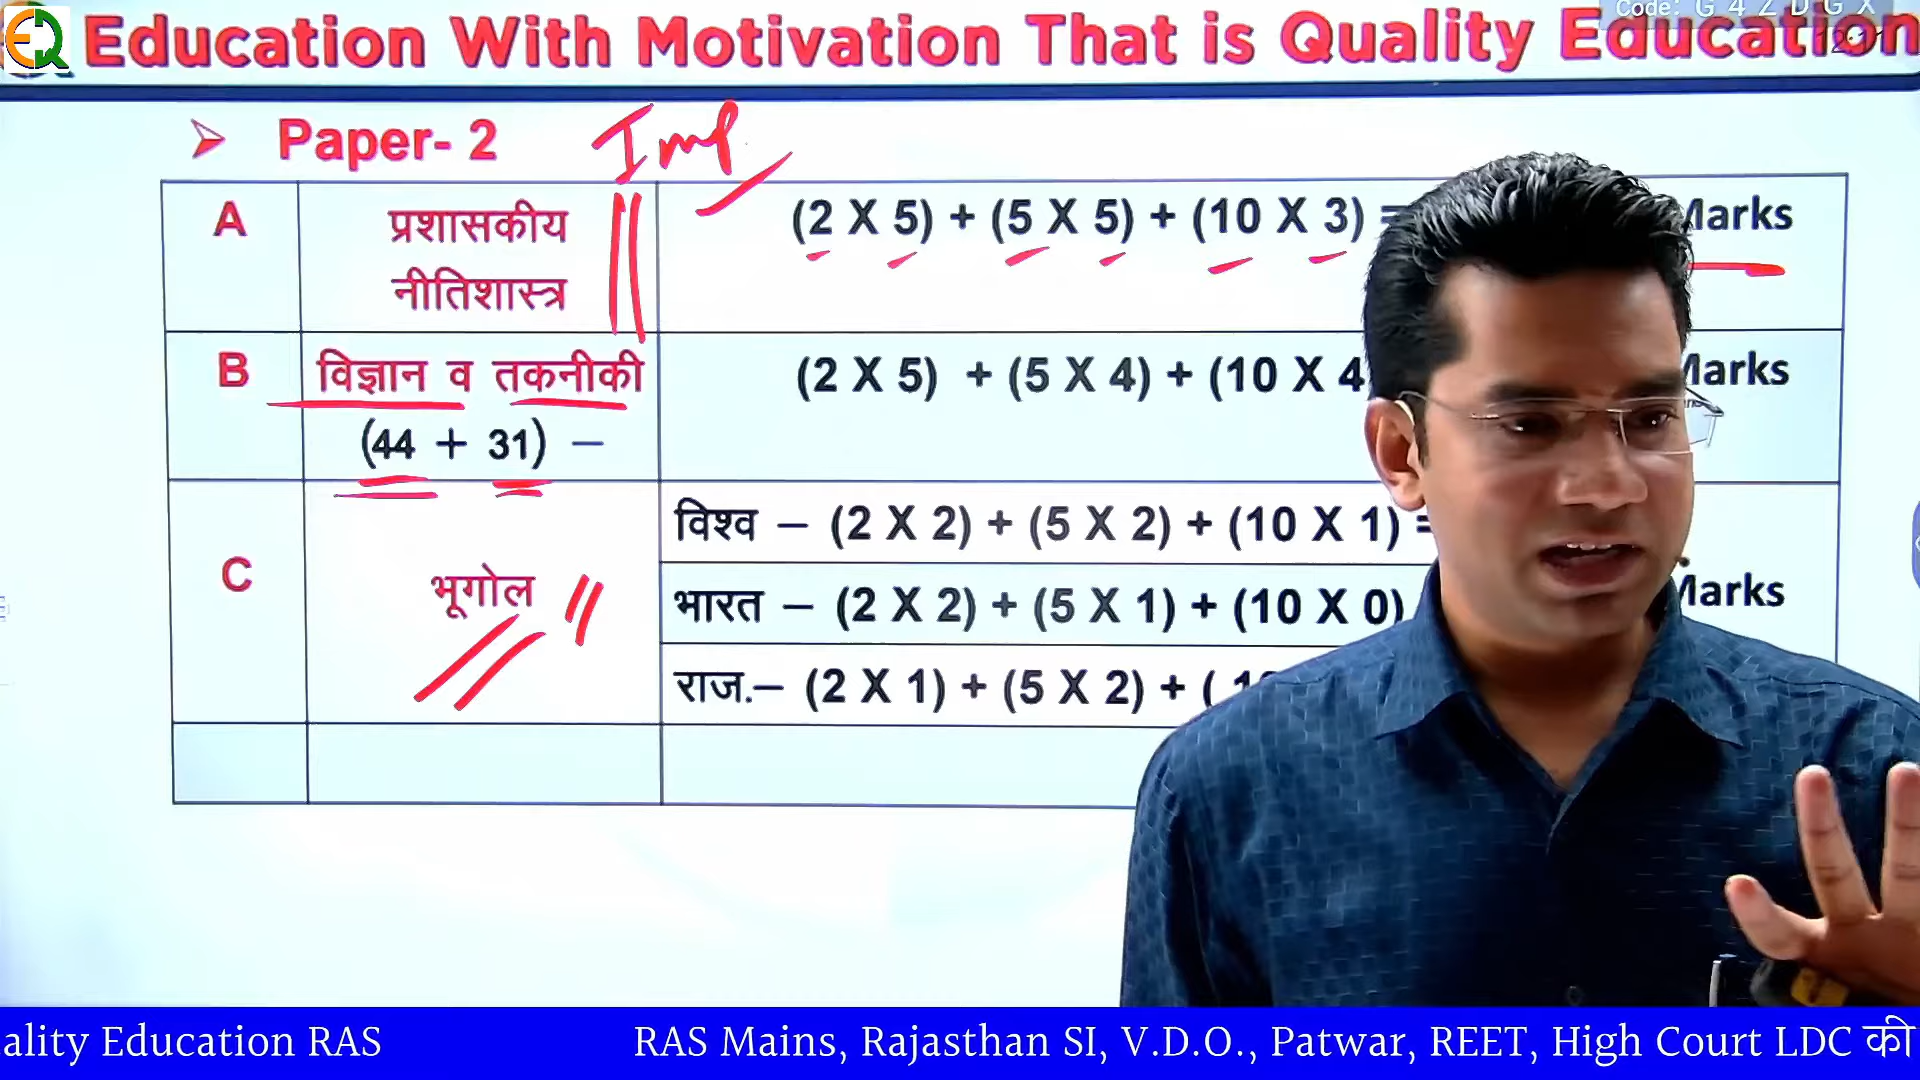 Code: G 4 Z D G X
EQ
Education With Motivation That is Quality Education
➢ Paper- 2
Imp
A
प्रशासकीय
नीतिशास्त्र
(2 X 5) + (5 X 5) + (10 X 3) =
Marks
B
विज्ञान व तकनीकी
(44 + 31) –
(2 X 5) + (5 X 4) + (10 X 4
Marks
C
भूगोल
विश्व – (2 X 2) + (5 X 2) + (10 X 1) =
भारत – (2 X 2) + (5 X 1) + (10 X 0)
Marks
राज.– (2 X 1) + (5 X 2) + (
ality Education RAS RAS Mains, Rajasthan SI, V.D.O., Patwar, REET, High Court LDC की